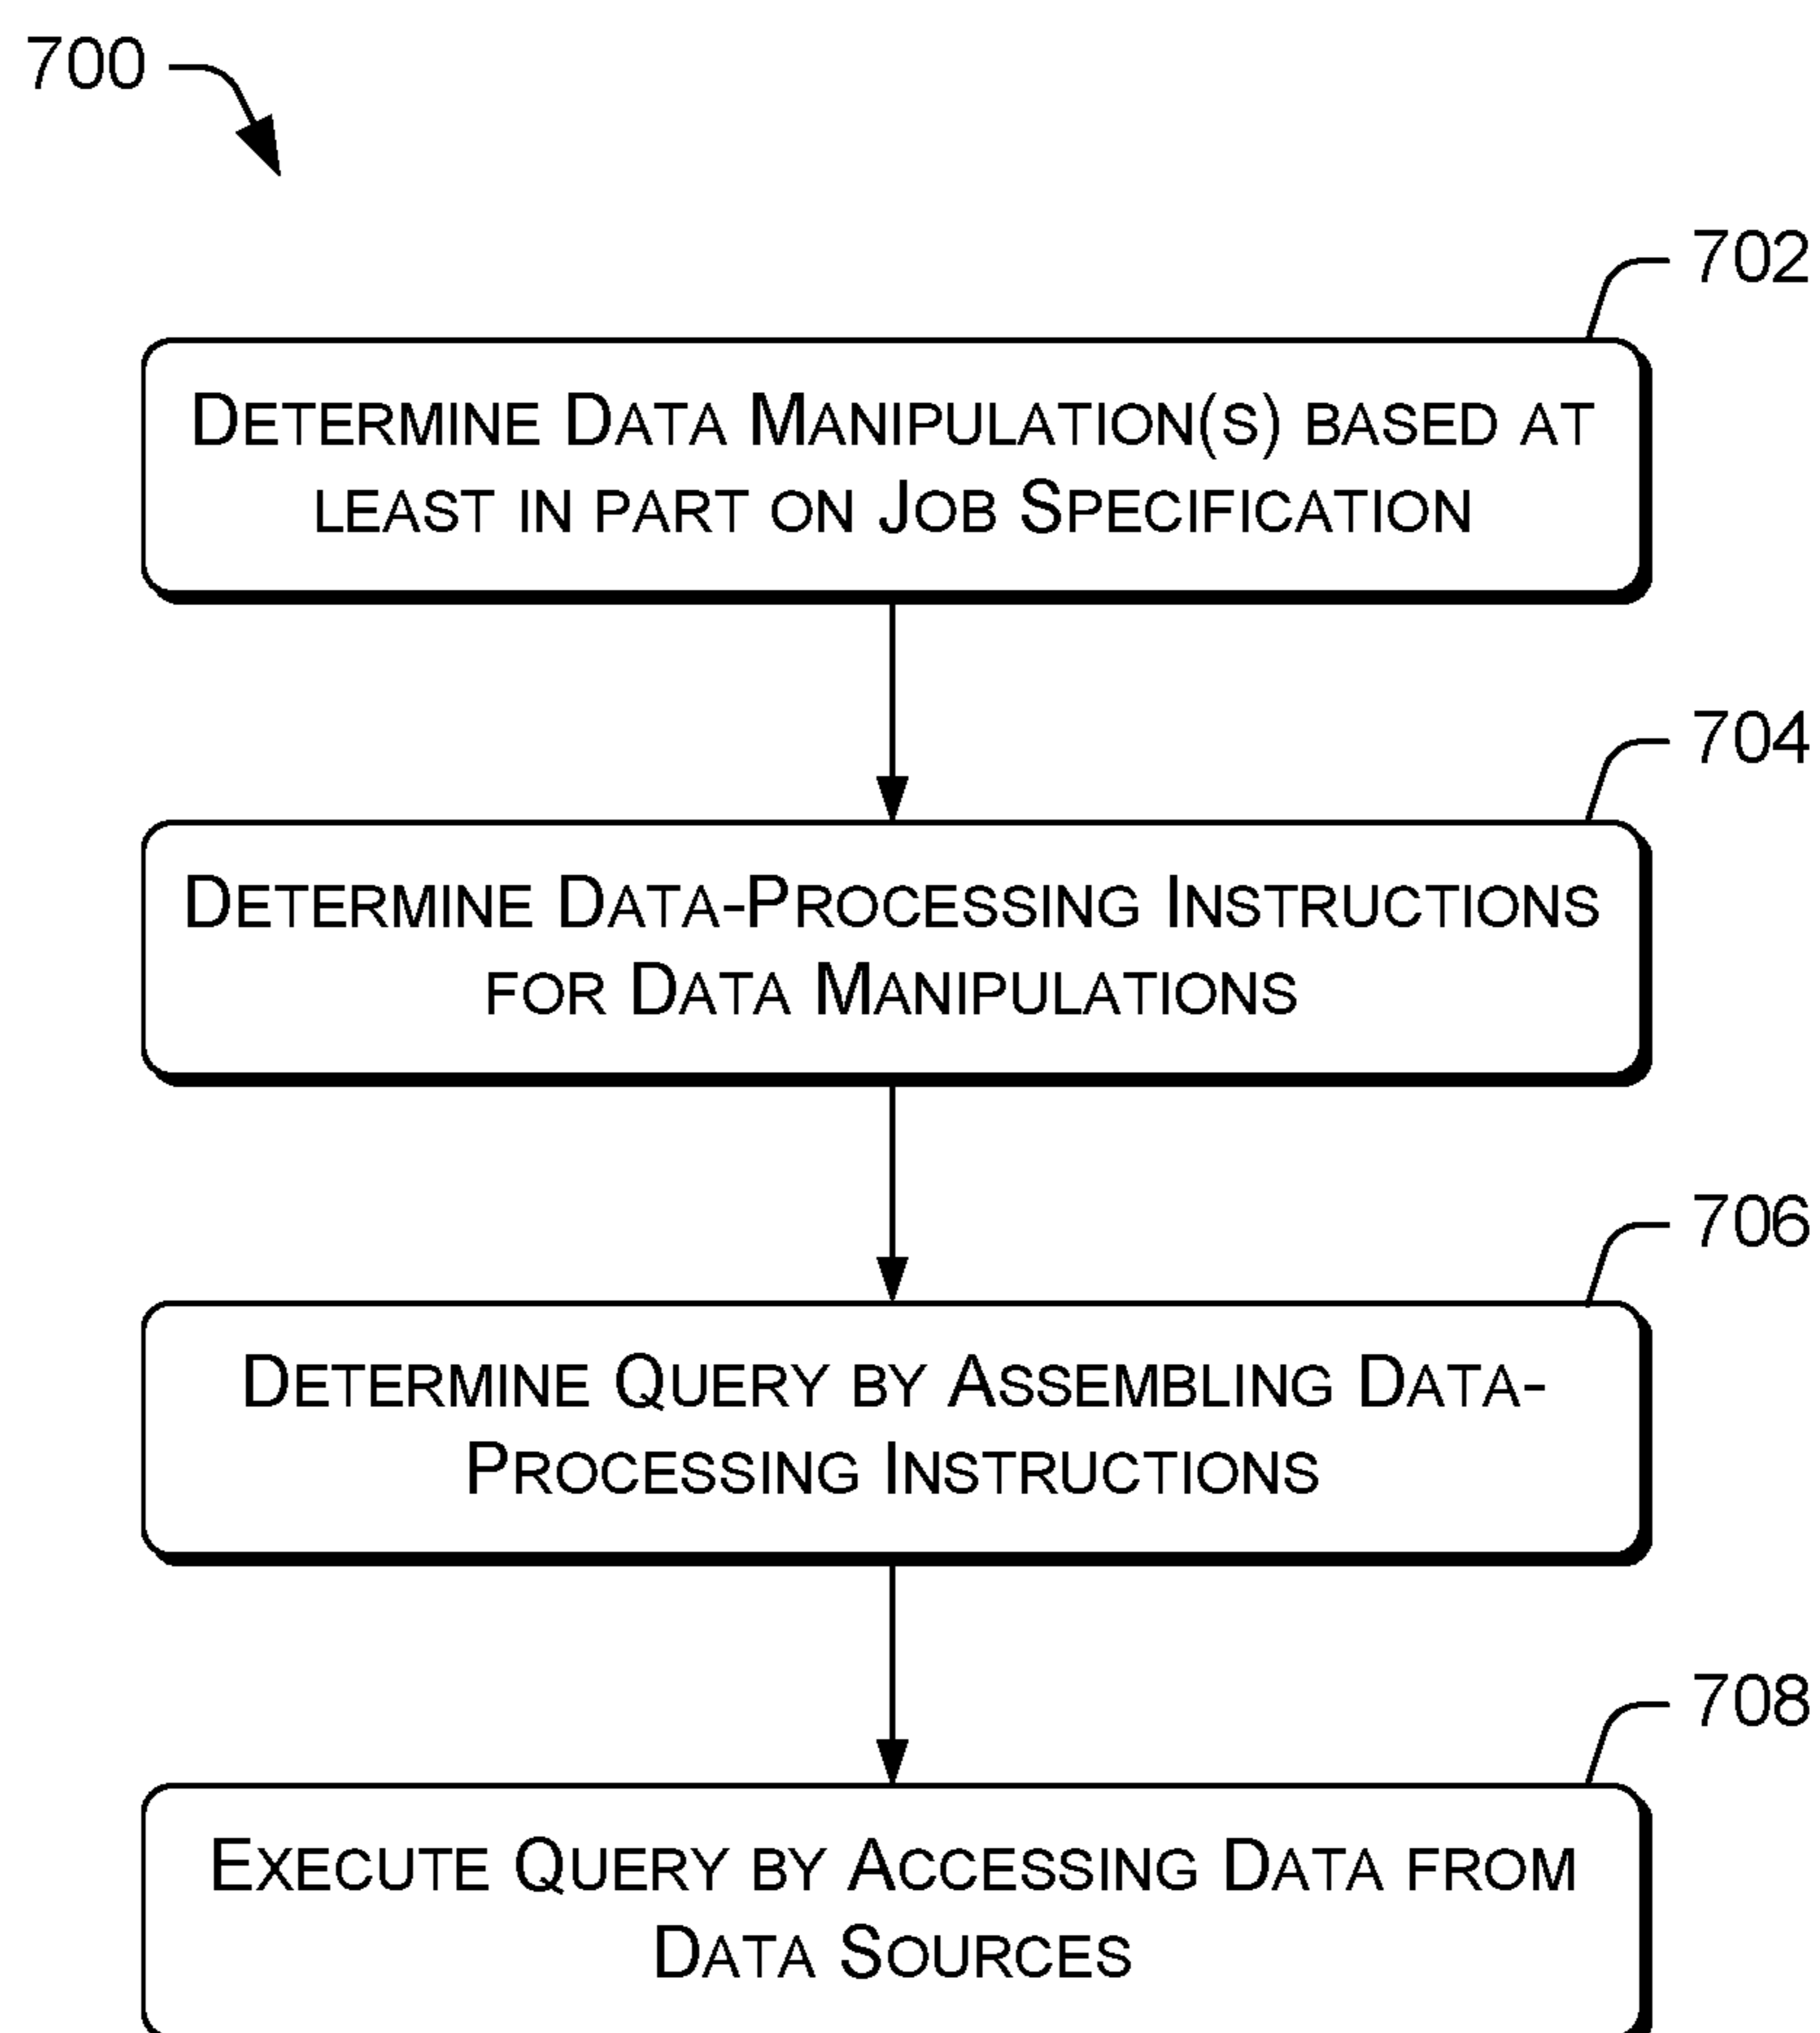 700
702
DETERMINE DATA MANIPULATION(S) BASED AT
LEAST IN PART ON JOB SPECIFICATION
704
DETERMINE DATA-PROCESSING INSTRUCTIONS
FOR DATA MANIPULATIONS
706
DETERMINE QUERY BY ASSEMBLING DATA-
PROCESSING INSTRUCTIONS
708
EXECUTE QUERY BY ACCESSING DATA FROM
DATA SOURCES